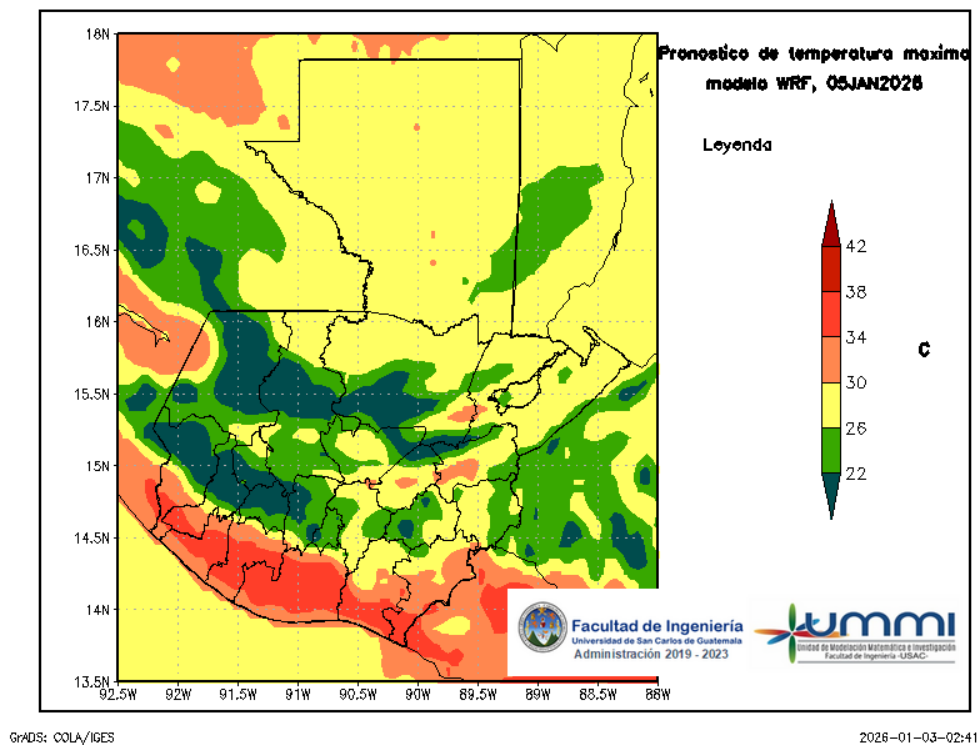 Pronostico de temperatura maxima
modelo WRF, 05JAN2026
Leyenda
42
38
34
30
26
22
C
18N
17.5N
17N
16.5N
16N
15.5N
15N
14.5N
14N
13.5N
92.5W 92W 91.5W 91W 90.5W 90W 89.5W 89W 88.5W 88W
Facultad de Ingeniería
Universidad de San Carlos de Guatemala
Administración 2019 - 2023
UMMI
Unidad de Modelación Matemática e Investigación
Facultad de Ingeniería -USAC-
GrADS: COLA/IGES
2026-01-03-02:41